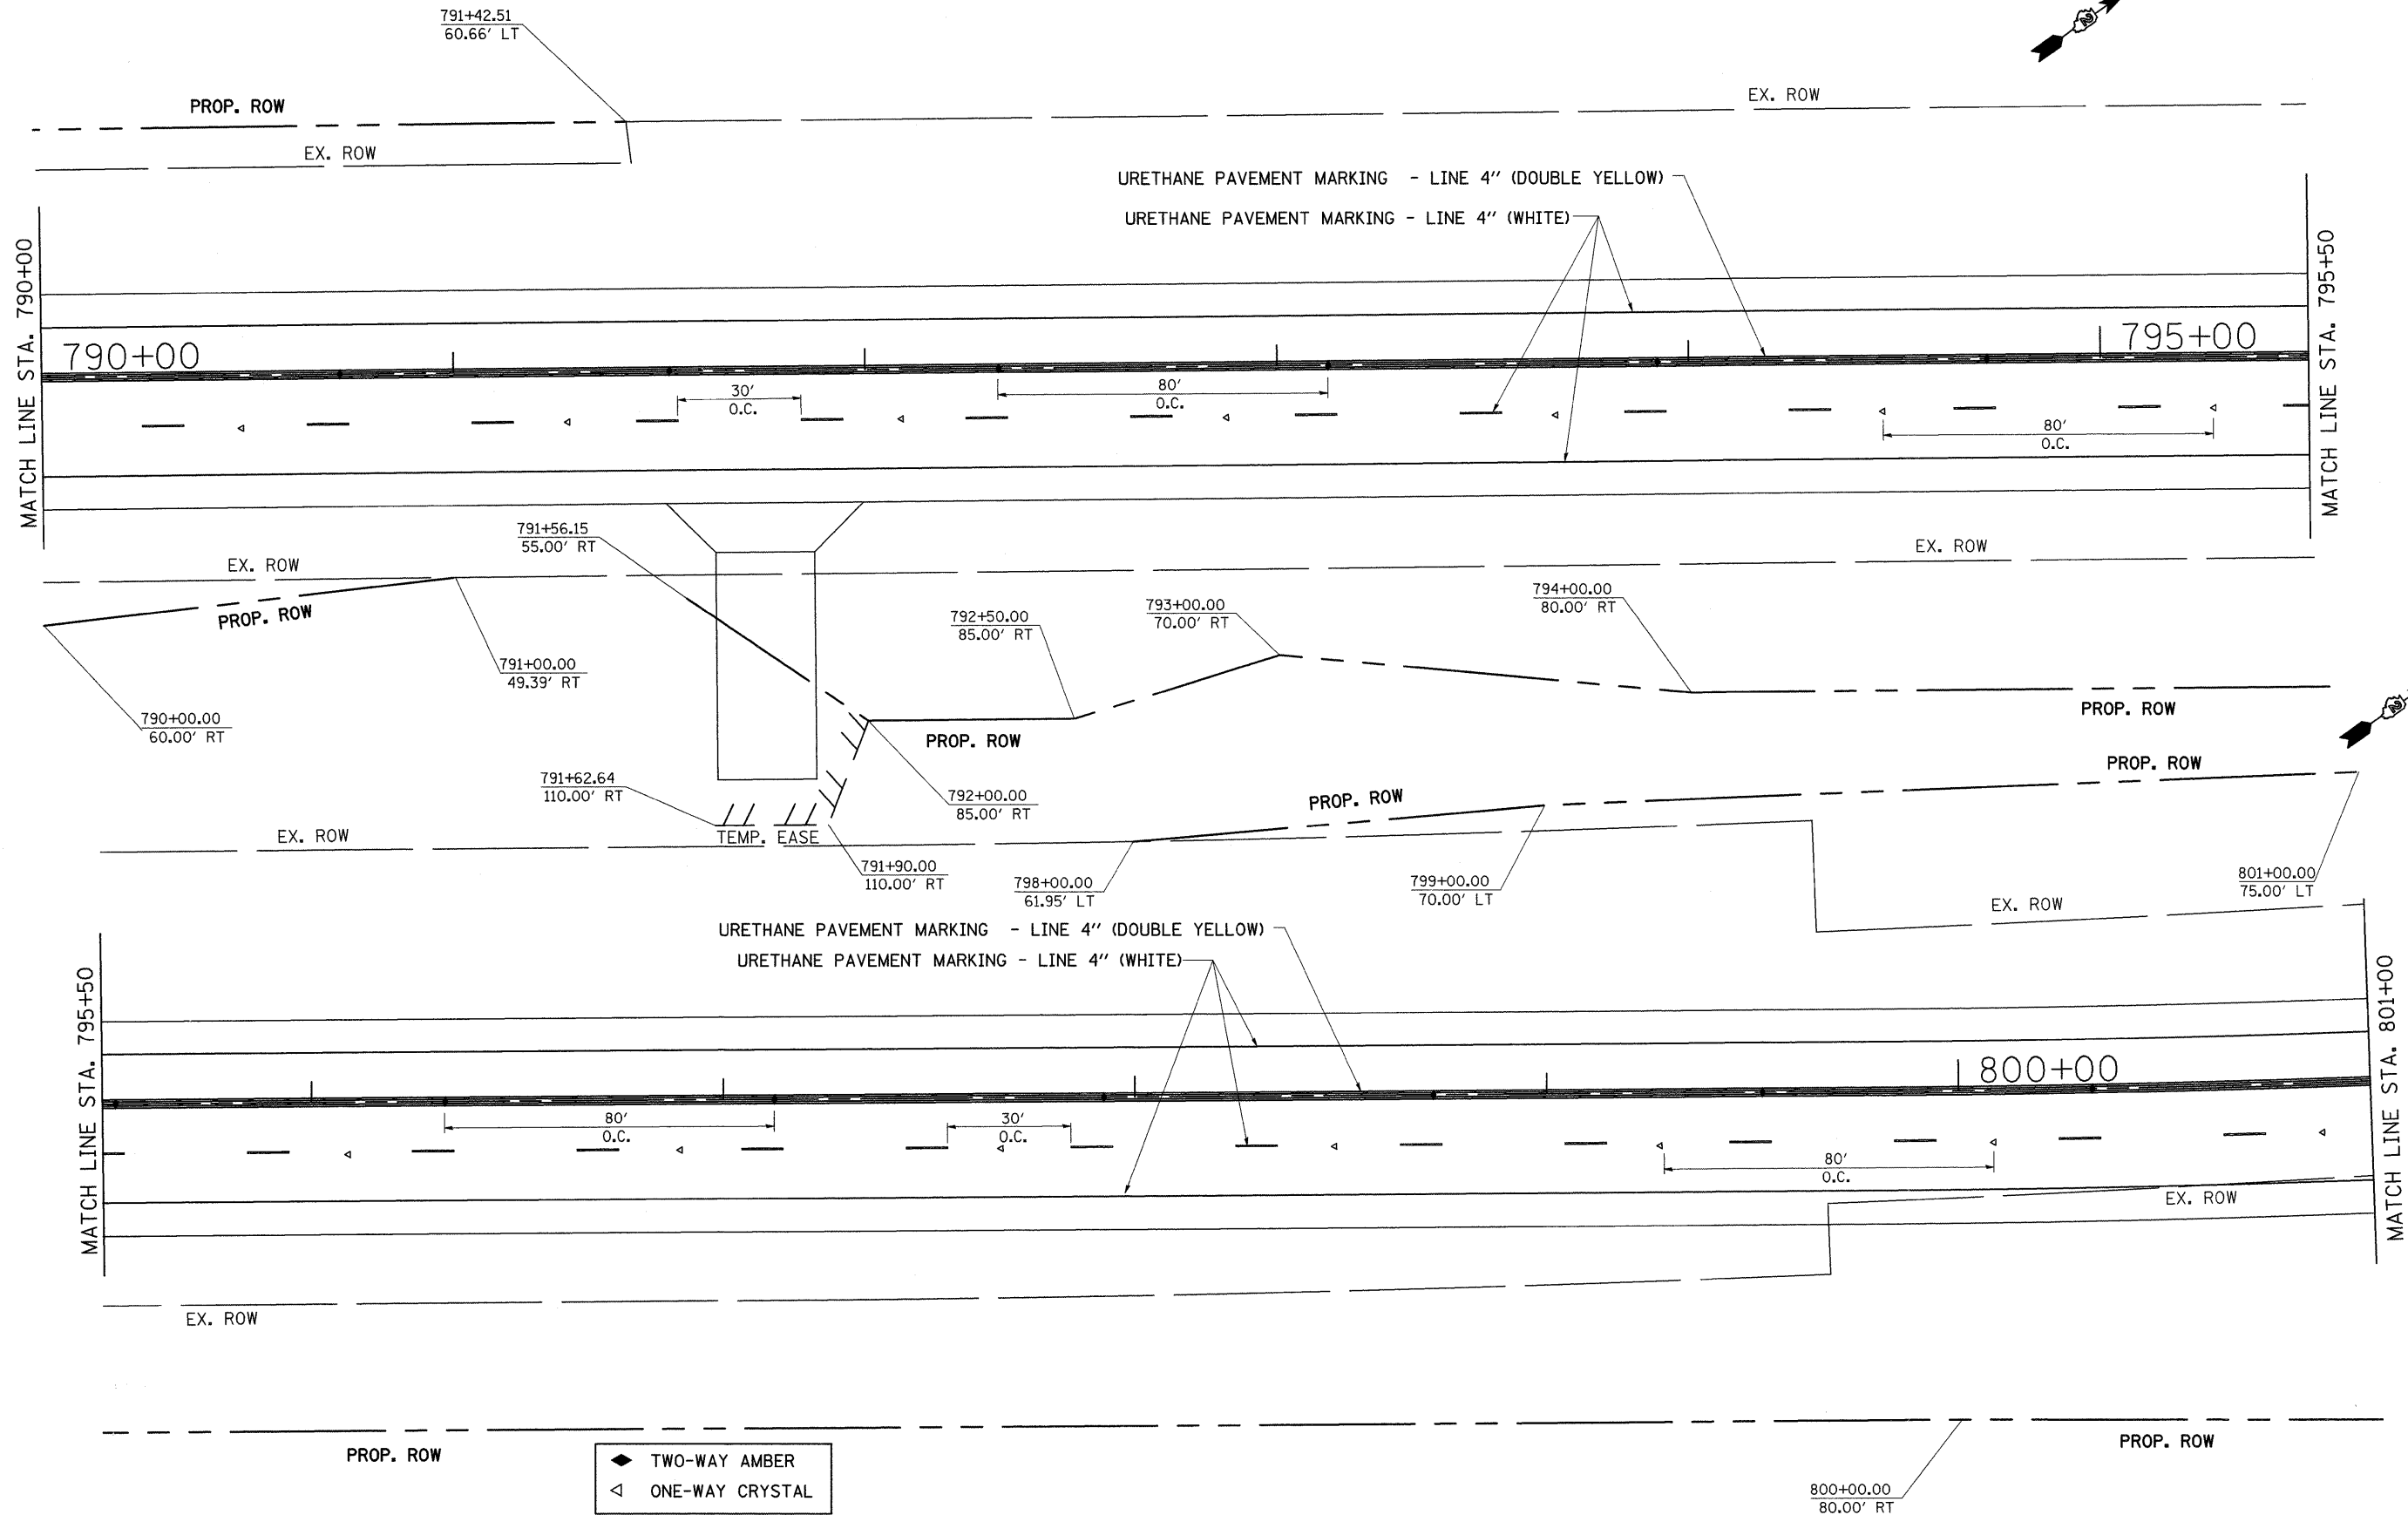 791+42.51
60.66' LT
PROP. ROW
EX. ROW
EX. ROW
URETHANE PAVEMENT MARKING - LINE 4" (DOUBLE YELLOW)
URETHANE PAVEMENT MARKING - LINE 4" (WHITE)
MATCH LINE STA. 790+00
790+00
795+00
MATCH LINE STA. 795+50
30'
O.C.
80'
O.C.
80'
O.C.
791+56.15
55.00' RT
EX. ROW
EX. ROW
PROP. ROW
791+00.00
49.39' RT
790+00.00
60.00' RT
792+50.00
85.00' RT
793+00.00
70.00' RT
794+00.00
80.00' RT
PROP. ROW
PROP. ROW
791+62.64
110.00' RT
TEMP. EASE
792+00.00
85.00' RT
791+90.00
110.00' RT
EX. ROW
PROP. ROW
PROP. ROW
798+00.00
61.95' LT
799+00.00
70.00' LT
801+00.00
75.00' LT
EX. ROW
URETHANE PAVEMENT MARKING - LINE 4" (DOUBLE YELLOW)
URETHANE PAVEMENT MARKING - LINE 4" (WHITE)
MATCH LINE STA. 795+50
800+00
MATCH LINE STA. 801+00
80'
O.C.
30'
O.C.
80'
O.C.
EX. ROW
EX. ROW
PROP. ROW
PROP. ROW
TWO-WAY AMBER
ONE-WAY CRYSTAL
800+00.00
80.00' RT